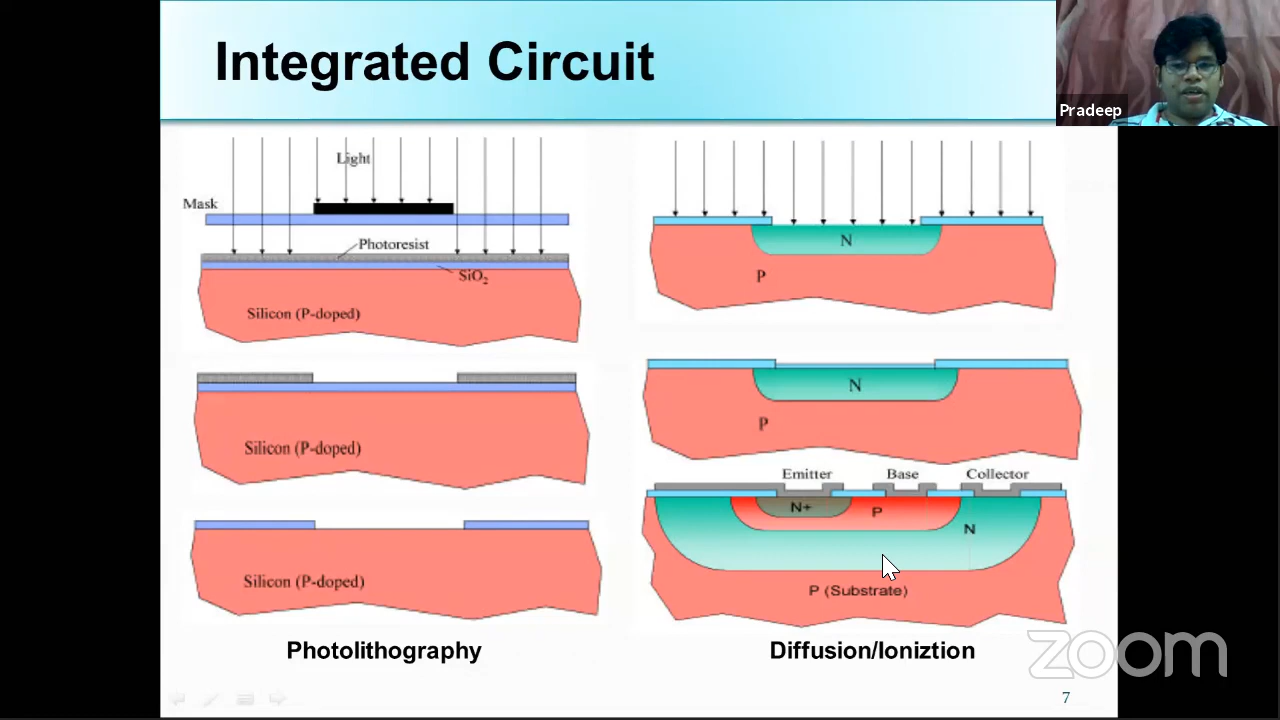 Integrated Circuit
Pradeep
Light
Mask
Photoresist
SiO₂
Silicon (P-doped)
Silicon (P-doped)
Silicon (P-doped)
Photolithography
N
P
N
P
Emitter Base Collector
N+ P N
P (Substrate)
Diffusion/Ioniztion
zoom
7